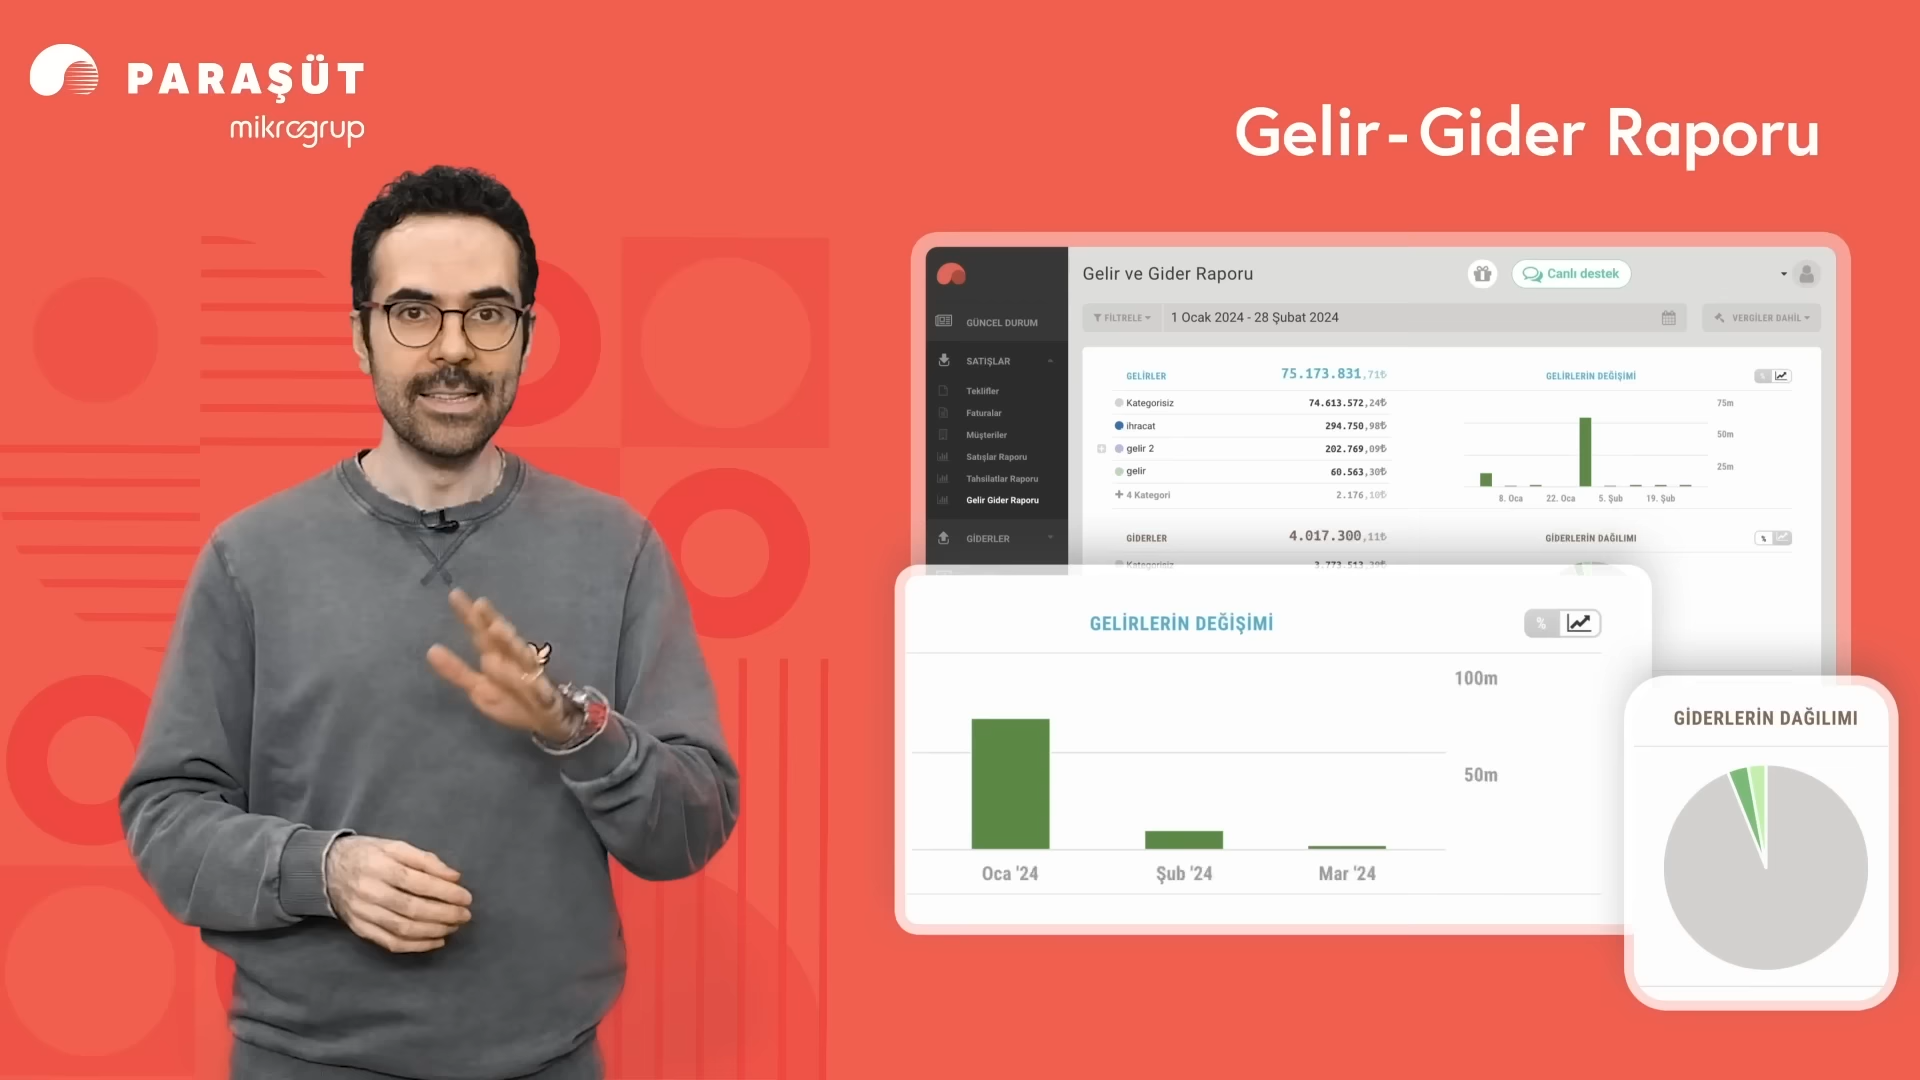 PARAŞÜT
mikrogrup
Gelir-Gider Raporu
Gelir ve Gider Raporu
Canlı destek
FİLTRELE
1 Ocak 2024 - 28 Şubat 2024
VERGİLER DAHİL
GÜNCEL DURUM
SATIŞLAR
Teklifler
Faturalar
Müşteriler
Satışlar Raporu
Tahsilatlar Raporu
Gelir Gider Raporu
GİDERLER
GELİRLER 75.173.831,71₺
Kategorisiz 74.613.572,24₺
ihracat 294.750,98₺
gelir 2 202.769,09₺
gelir 60.563,30₺
+ 4 Kategori 2.176,10₺
GELİRLERİN DEĞİŞİMİ
%
75m
50m
25m
8. Oca 22. Oca 5. Şub 19. Şub
GİDERLER 4.017.300,11₺
Kategorisiz 3.773.513,39₺
GİDERLERİN DAĞILIMI
%
GELİRLERİN DEĞİŞİMİ
%
100m
50m
Oca '24 Şub '24 Mar '24
GİDERLERİN DAĞILIMI